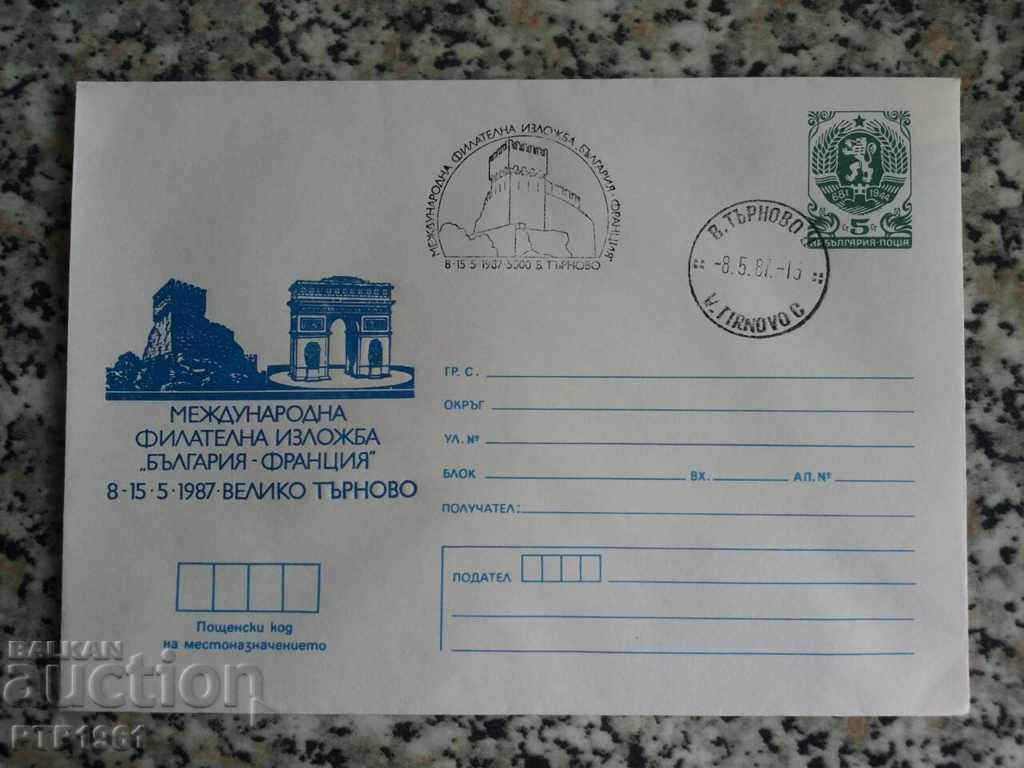 МЕЖДУНАРОДНА ФИЛАТЕЛНА ИЗЛОЖБА „БЪЛГАРИЯ - ФРАНЦИЯ"
8-15·5·1987·5000 В. ТЪРНОВО
681 1944
5
НР БЪЛГАРИЯ·ПОЩА
В. ТЪРНОВО
-8.5.87.-
V. TIRNOVO C
МЕЖДУНАРОДНА
ФИЛАТЕЛНА ИЗЛОЖБА
„БЪЛГАРИЯ - ФРАНЦИЯ"
8-15·5·1987·ВЕЛИКО ТЪРНОВО
ГР. С.
ОКРЪГ
УЛ. №
БЛОК ВХ. АП. №
ПОЛУЧАТЕЛ:
ПОДАТЕЛ
Пощенски код
на местоназначението
BALKAN
auction
PTP1961